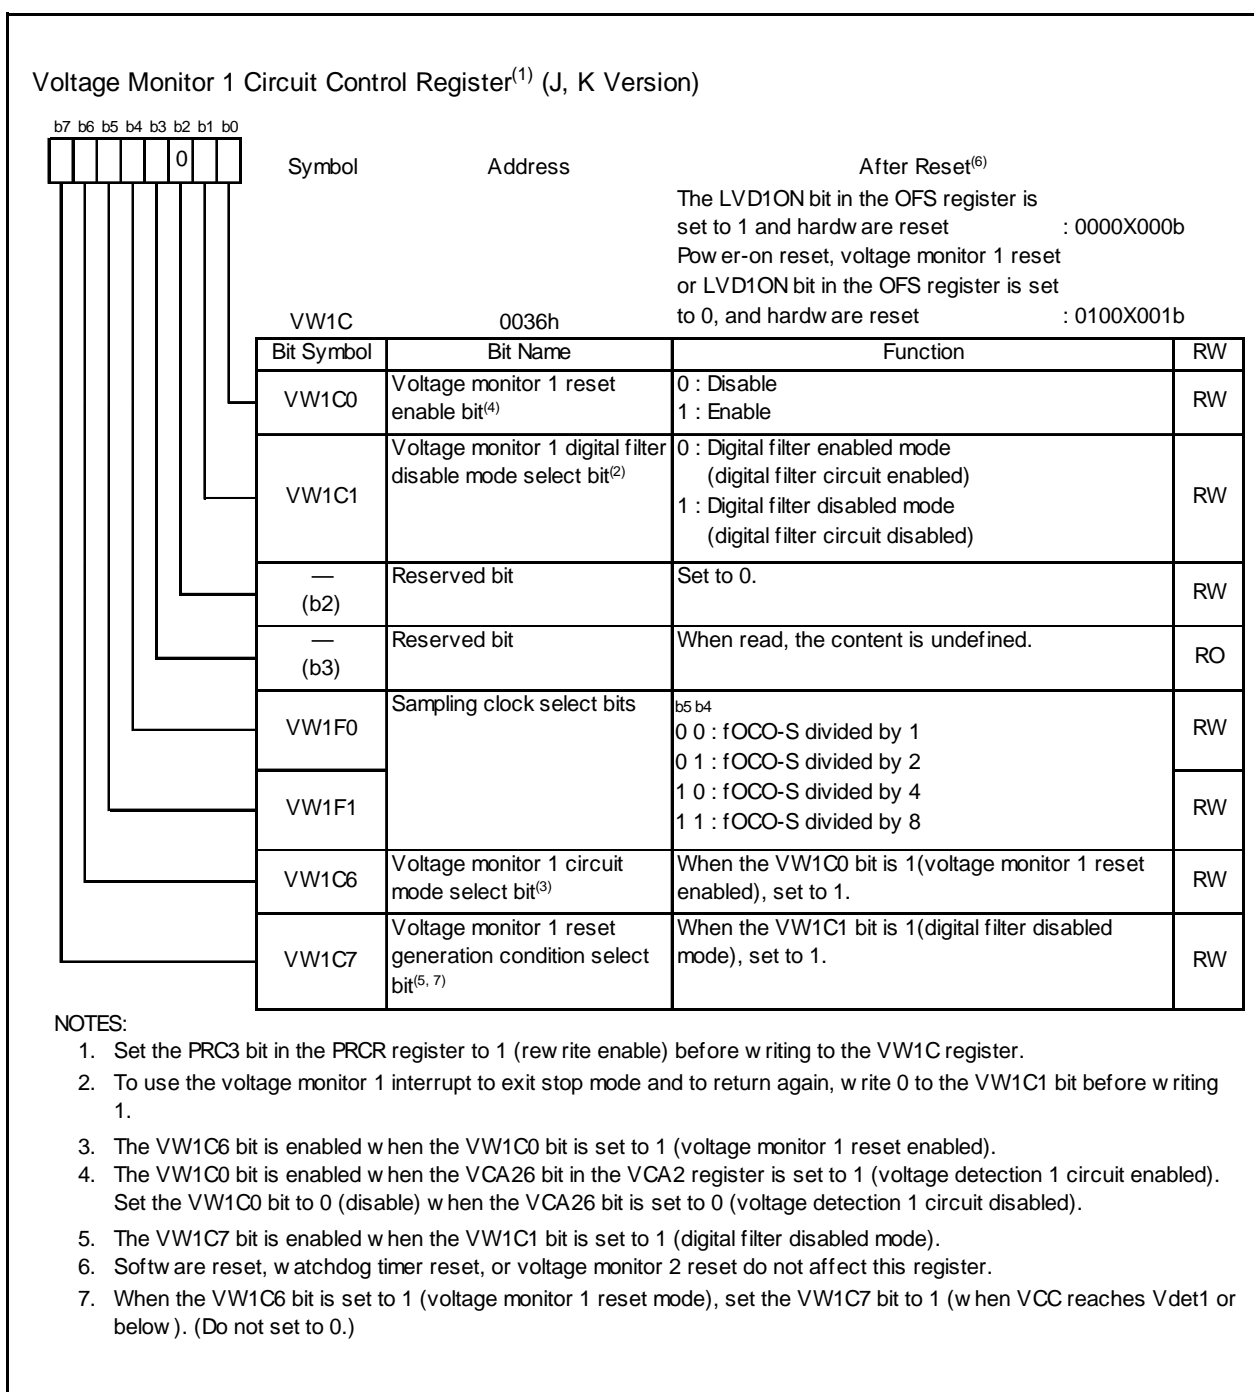 Voltage Monitor 1 Circuit Control Register(1) (J, K Version)
b7 b6 b5 b4 b3 b2 b1 b0
0
Symbol Address After Reset(6)
The LVD1ON bit in the OFS register is
set to 1 and hardw are reset : 0000X000b
Pow er-on reset, voltage monitor 1 reset
or LVD1ON bit in the OFS register is set
VW1C 0036h to 0, and hardw are reset : 0100X001b
Bit Symbol Bit Name Function RW
VW1C0 Voltage monitor 1 reset 0 : Disable RW
enable bit(4) 1 : Enable
Voltage monitor 1 digital filter 0 : Digital filter enabled mode
disable mode select bit(2) (digital filter circuit enabled)
VW1C1 1 : Digital filter disabled mode RW
(digital filter circuit disabled)
— Reserved bit Set to 0. RW
(b2)
— Reserved bit When read, the content is undefined. RO
(b3)
Sampling clock select bits b5 b4
VW1F0 0 0 : fOCO-S divided by 1 RW
0 1 : fOCO-S divided by 2
VW1F1 1 0 : fOCO-S divided by 4 RW
1 1 : fOCO-S divided by 8
VW1C6 Voltage monitor 1 circuit When the VW1C0 bit is 1(voltage monitor 1 reset RW
mode select bit(3) enabled), set to 1.
Voltage monitor 1 reset When the VW1C1 bit is 1(digital filter disabled
VW1C7 generation condition select mode), set to 1. RW
bit(5, 7)
NOTES:
1. Set the PRC3 bit in the PRCR register to 1 (rew rite enable) before w riting to the VW1C register.
2. To use the voltage monitor 1 interrupt to exit stop mode and to return again, w rite 0 to the VW1C1 bit before w riting
1.
3. The VW1C6 bit is enabled w hen the VW1C0 bit is set to 1 (voltage monitor 1 reset enabled).
4. The VW1C0 bit is enabled w hen the VCA26 bit in the VCA2 register is set to 1 (voltage detection 1 circuit enabled).
Set the VW1C0 bit to 0 (disable) w hen the VCA26 bit is set to 0 (voltage detection 1 circuit disabled).
5. The VW1C7 bit is enabled w hen the VW1C1 bit is set to 1 (digital filter disabled mode).
6. Softw are reset, w atchdog timer reset, or voltage monitor 2 reset do not affect this register.
7. When the VW1C6 bit is set to 1 (voltage monitor 1 reset mode), set the VW1C7 bit to 1 (w hen VCC reaches Vdet1 or
below ). (Do not set to 0.)